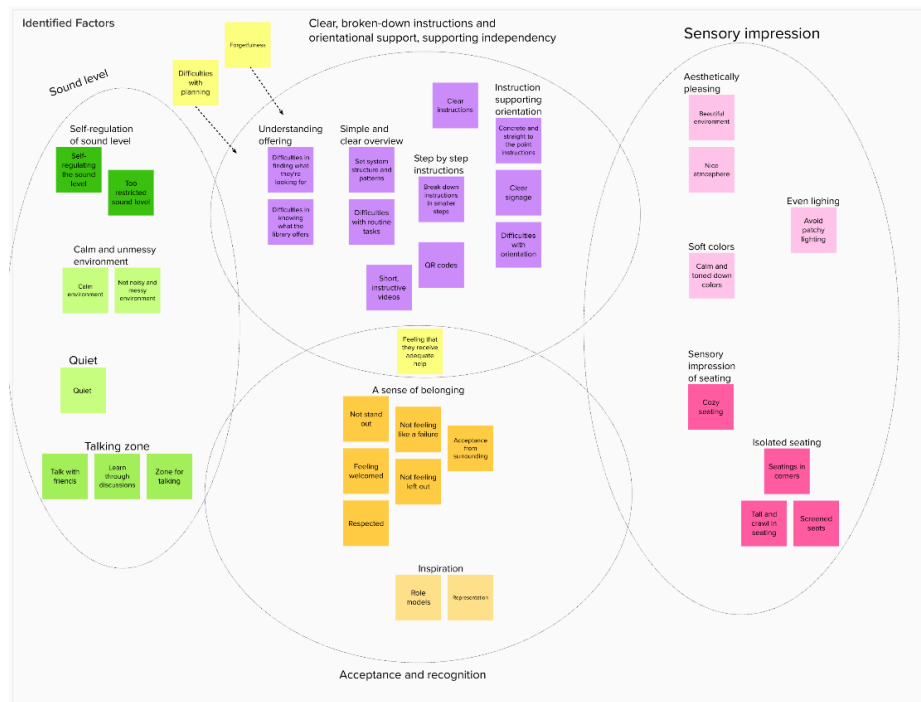 Identified Factors
Clear, broken-down instructions and
orientational support, supporting independency
Sensory impression
Sound level
Forgetfulness
Difficulties
with
planning
Self-regulation
of sound level
Self-
regulating
the sound
level
Too
restricted
sound level
Calm and unmessy
environment
Calm
environment
Not noisy and
messy
environment
Quiet
Quiet
Talking zone
Talk with
friends
Learn
through
discussions
Zone for
talking
Understanding
offering
Difficulties in
finding what
they're
looking for
Difficulties in
knowing
what the
library offers
Simple and
clear overview
Set system
structure and
patterns
Difficulties
with routine
tasks
Clear
instructions
Step by step
instructions
Break down
instructions
in smaller
steps
QR codes
Short,
instructive
videos
Instruction
supporting
orientation
Concrete and
straight to
the point
instructions
Clear
signage
Difficulties
with
orientation
Feeling that
they receive
adequate
help
A sense of belonging
Not stand
out
Not feeling
like a failure
Acceptance
from
surrounding
Feeling
welcomed
Not feeling
left out
Respected
Inspiration
Role
models
Representation
Acceptance and recognition
Aesthetically
pleasing
Beautiful
environment
Nice
atmosphere
Even lighing
Avoid
patchy
lighting
Soft colors
Calm and
toned down
colors
Sensory
impression
of seating
Cozy
seating
Isolated seating
Seatings in
corners
Tall and
crawl in
seating
Screened
seats